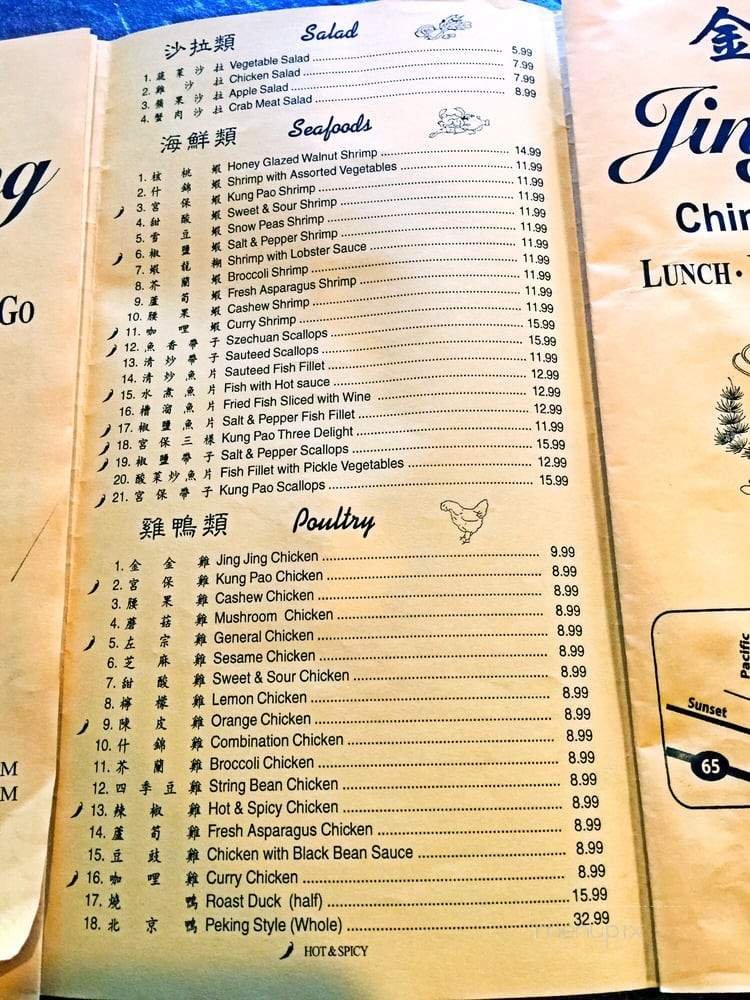 沙拉類 Salad
1. 蔬菜沙拉 Vegetable Salad 5.99
2. 雞沙拉 Chicken Salad 7.99
3. 蘋果沙拉 Apple Salad 7.99
4. 蟹肉沙拉 Crab Meat Salad 8.99
海鮮類 Seafoods
1. 核桃蝦 Honey Glazed Walnut Shrimp 14.99
2. 什錦蝦 Shrimp with Assorted Vegetables 11.99
3. 宮保蝦 Kung Pao Shrimp 11.99
4. 甜酸蝦 Sweet & Sour Shrimp 11.99
5. 雪豆蝦 Snow Peas Shrimp 11.99
6. 椒鹽蝦 Salt & Pepper Shrimp 11.99
7. 蝦龍糊 Shrimp with Lobster Sauce 11.99
8. 芥蘭蝦 Broccoli Shrimp 11.99
9. 蘆筍蝦 Fresh Asparagus Shrimp 11.99
10. 腰果蝦 Cashew Shrimp 11.99
11. 咖哩蝦 Curry Shrimp 11.99
12. 魚香帶子 Szechuan Scallops 15.99
13. 清炒帶子 Sauteed Scallops 15.99
14. 清炒魚片 Sauteed Fish Fillet 11.99
15. 水煮魚片 Fish with Hot sauce 12.99
16. 糟溜魚片 Fried Fish Sliced with Wine 12.99
17. 椒鹽魚片 Salt & Pepper Fish Fillet 12.99
18. 宮保三樣 Kung Pao Three Delight 11.99
19. 椒鹽帶子 Salt & Pepper Scallops 15.99
20. 酸菜炒魚片 Fish Fillet with Pickle Vegetables 12.99
21. 宮保帶子 Kung Pao Scallops 15.99
雞鴨類 Poultry
1. 金金雞 Jing Jing Chicken 9.99
2. 宮保雞 Kung Pao Chicken 8.99
3. 腰果雞 Cashew Chicken 8.99
4. 蘑菇雞 Mushroom Chicken 8.99
5. 左宗雞 General Chicken 8.99
6. 芝麻雞 Sesame Chicken 8.99
7. 甜酸雞 Sweet & Sour Chicken 8.99
8. 檸檬雞 Lemon Chicken 8.99
9. 陳皮雞 Orange Chicken 8.99
10. 什錦雞 Combination Chicken 8.99
11. 芥蘭雞 Broccoli Chicken 8.99
12. 四季豆雞 String Bean Chicken 8.99
13. 辣椒雞 Hot & Spicy Chicken 8.99
14. 蘆筍雞 Fresh Asparagus Chicken 8.99
15. 豆豉雞 Chicken with Black Bean Sauce 8.99
16. 咖哩雞 Curry Chicken 8.99
17. 燒鴨 Roast Duck (half) 15.99
18. 北京鴨 Peking Style (Whole) 32.99
HOT & SPICY
GO
M
M
金
Jing
Chin
LUNCH ·
Pacific
Sunset
65
menupix